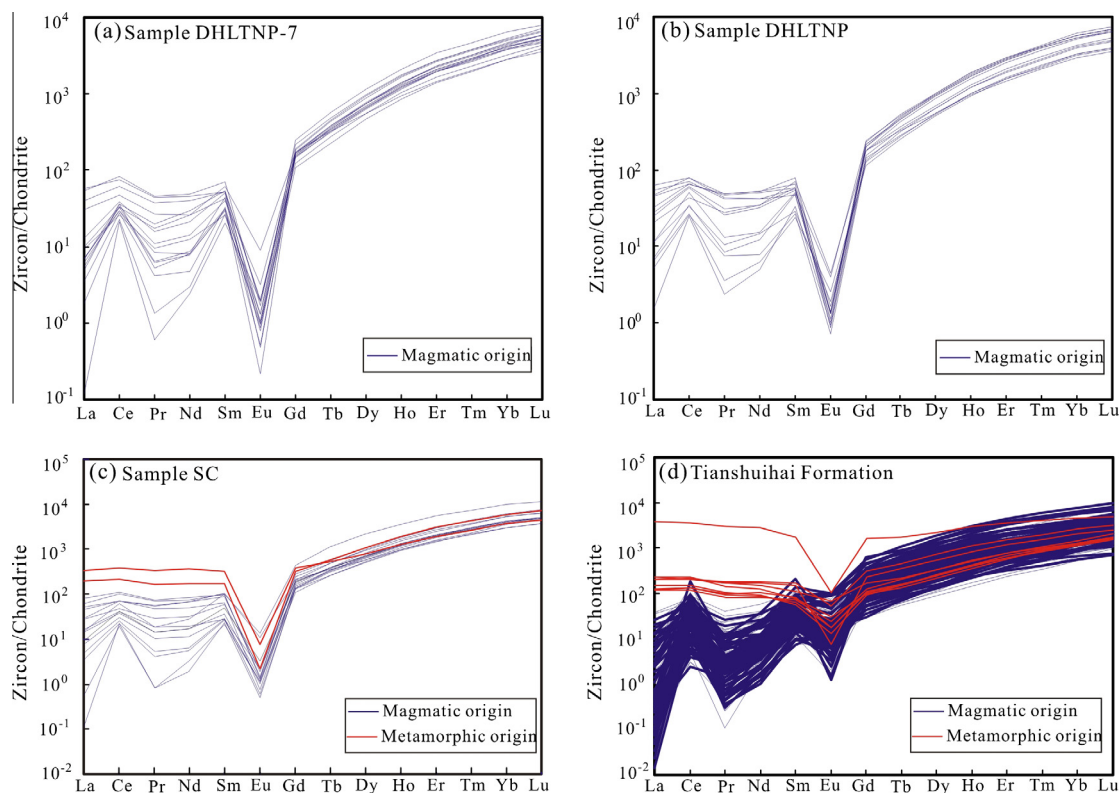 (a) Sample DHLTNP-7
Zircon/Chondrite
10^4
10^3
10^2
10^1
10^0
10^-1
La Ce Pr Nd Sm Eu Gd Tb Dy Ho Er Tm Yb Lu
Magmatic origin
(b) Sample DHLTNP
Zircon/Chondrite
10^4
10^3
10^2
10^1
10^0
10^-1
La Ce Pr Nd Sm Eu Gd Tb Dy Ho Er Tm Yb Lu
Magmatic origin
(c) Sample SC
Zircon/Chondrite
10^5
10^4
10^3
10^2
10^1
10^0
10^-1
10^-2
La Ce Pr Nd Sm Eu Gd Tb Dy Ho Er Tm Yb Lu
Magmatic origin
Metamorphic origin
(d) Tianshuihai Formation
Zircon/Chondrite
10^5
10^4
10^3
10^2
10^1
10^0
10^-1
10^-2
La Ce Pr Nd Sm Eu Gd Tb Dy Ho Er Tm Yb Lu
Magmatic origin
Metamorphic origin